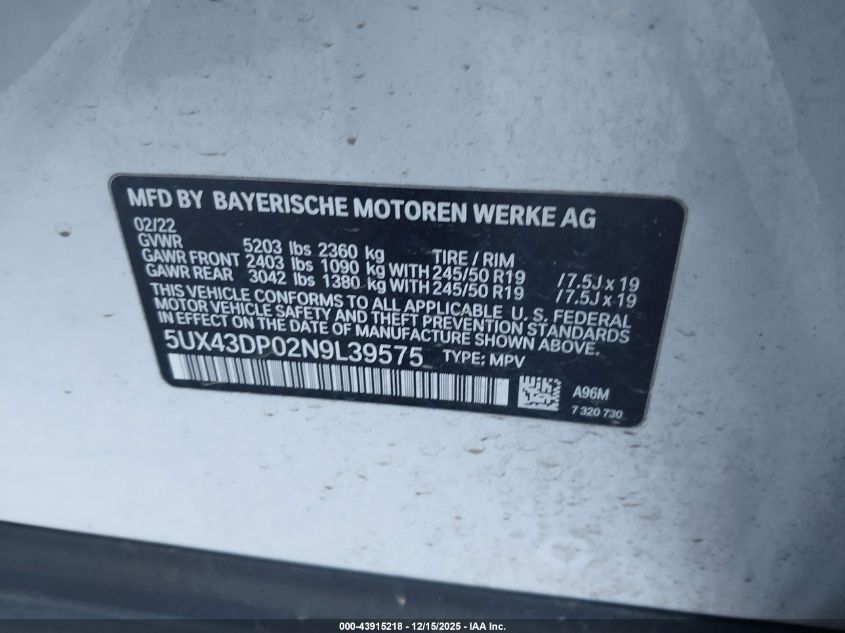 MFD BY BAYERISCHE MOTOREN WERKE AG
02/22
GVWR 5203 lbs 2360 kg TIRE / RIM
GAWR FRONT 2403 lbs 1090 kg WITH 245/50 R19 /7.5J x 19
GAWR REAR 3042 lbs 1380 kg WITH 245/50 R19 /7.5J x 19
THIS VEHICLE CONFORMS TO ALL APPLICABLE U. S. FEDERAL
MOTOR VEHICLE SAFETY AND THEFT PREVENTION STANDARDS
IN EFFECT ON THE DATE OF MANUFACTURE SHOWN ABOVE.
5UX43DP02N9L39575 TYPE: MPV
A96M
7 320 730
000-43915218 - 12/15/2025 - IAA Inc.